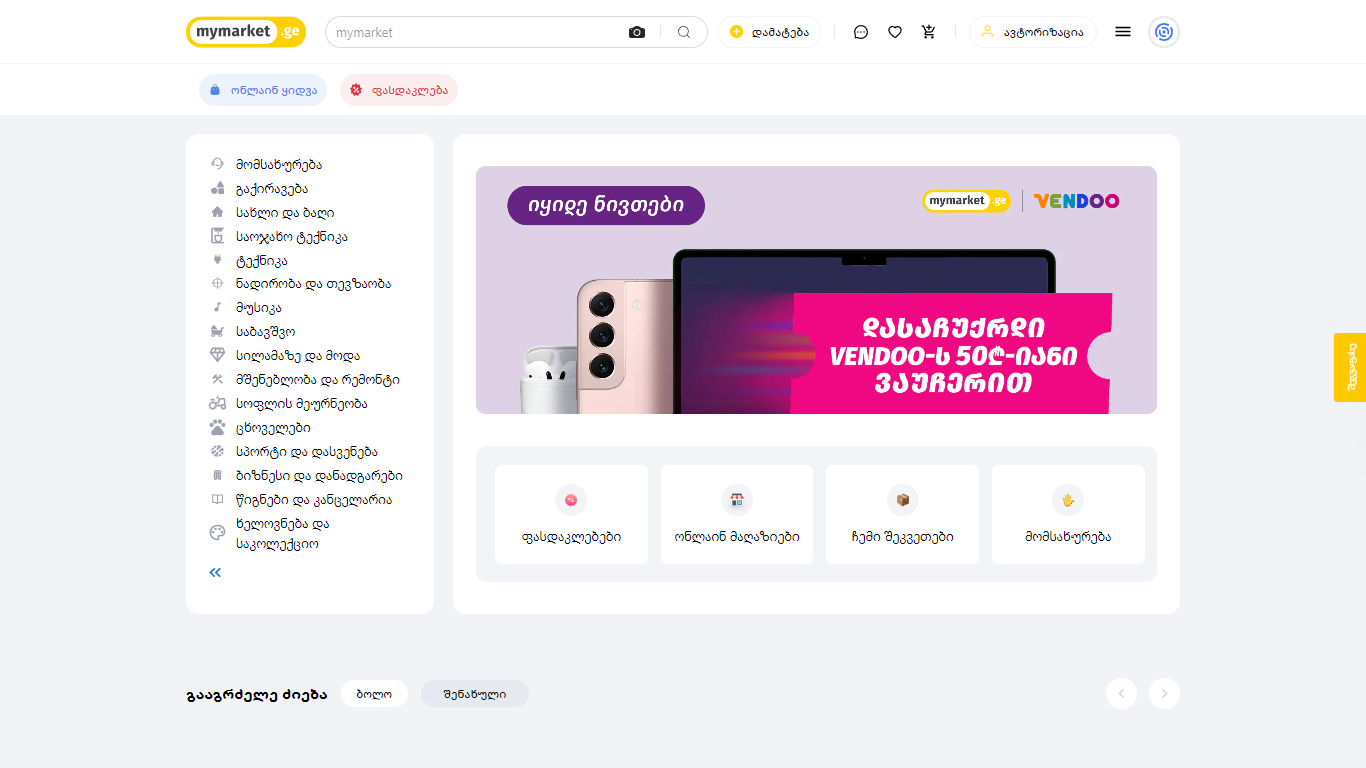 mymarket.ge
mymarket
დამატება
ავტორიზაცია
ონლაინ ყიდვა
ფასდაკლება
მომსახურება
გაქირავება
სახლი და ბაღი
საოჯახო ტექნიკა
ტექნიკა
ნადირობა და თევზაობა
მუსიკა
საბავშვო
სილამაზე და მოდა
მშენებლობა და რემონტი
სოფლის მეურნეობა
ცხოველები
სპორტი და დასვენება
ბიზნესი და დანადგარები
წიგნები და კანცელარია
ხელოვნება და
საკოლექციო
იყიდე ნივთები
mymarket.ge
VENDOO
დასაჩუქრდი
VENDOO-ს 50₾-იანი
ვაუჩერით
ფასდაკლებები
ონლაინ მაღაზიები
ჩემი შეკვეთები
მომსახურება
გააგრძელე ძიება
ბოლო
შენახული